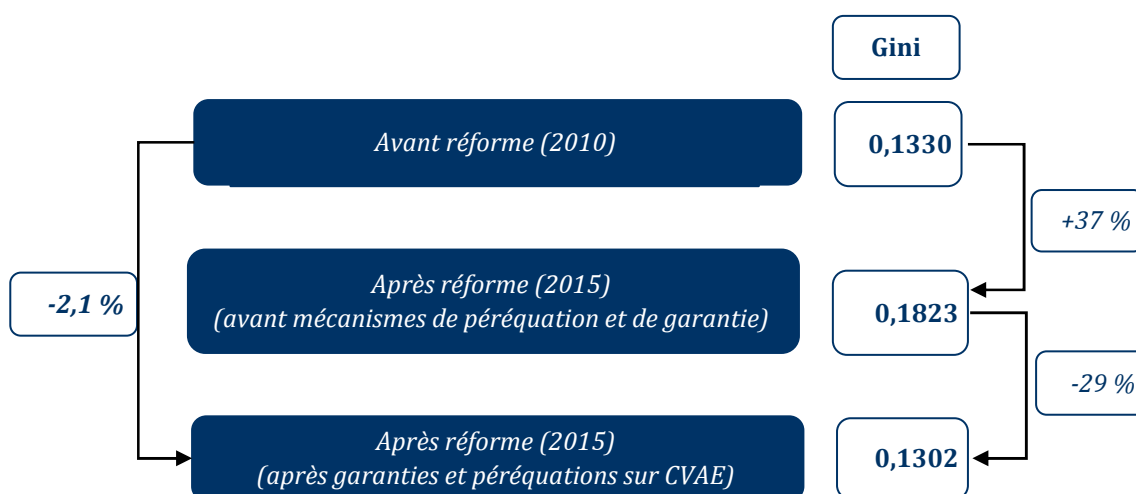 Gini
Avant réforme (2010)
0,1330
+37 %
Après réforme (2015)
(avant mécanismes de péréquation et de garantie)
0,1823
-2,1 %
-29 %
Après réforme (2015)
(après garanties et péréquations sur CVAE)
0,1302